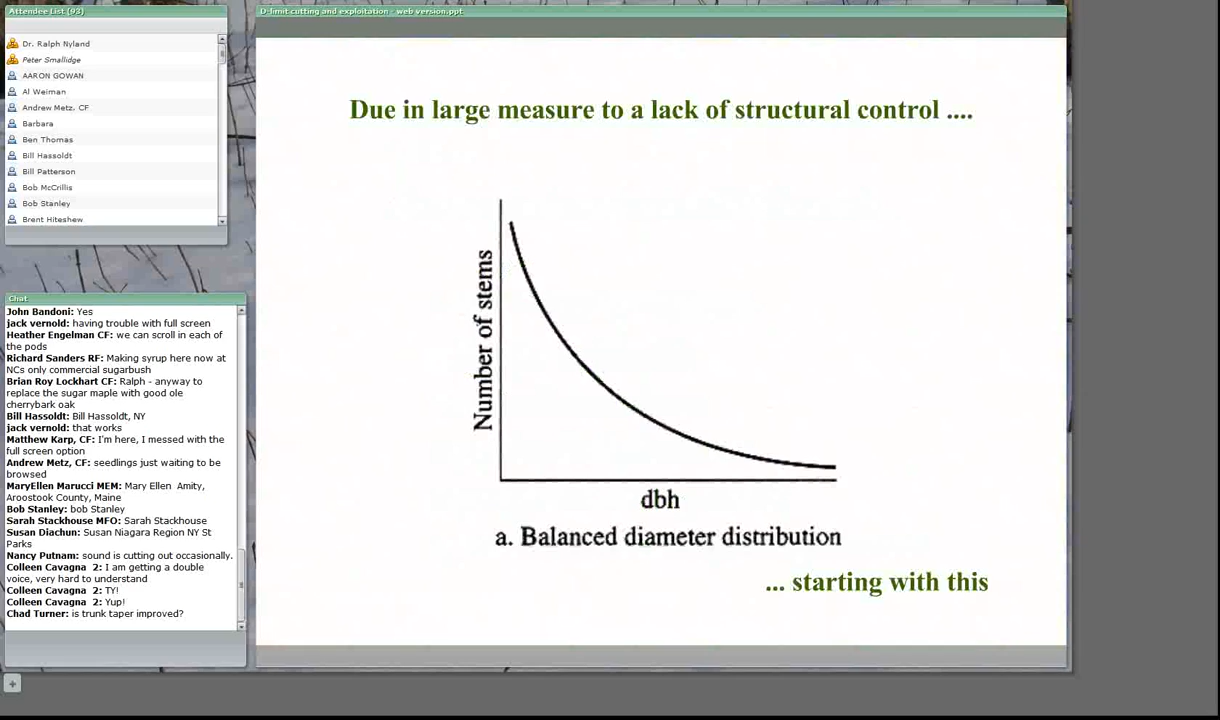 Attendee List (93)
Dr. Ralph Nyland
Peter Smallidge
AARON GOWAN
Al Weiman
Andrew Metz. CF
Barbara
Ben Thomas
Bill Hassoldt
Bill Patterson
Bob McCrillis
Bob Stanley
Brent Hiteshew
Chat
John Bandoni: Yes
jack vernold: having trouble with full screen
Heather Engelman CF: we can scroll in each of
the pods
Richard Sanders RF: Making syrup here now at
NCs only commercial sugarbush
Brian Roy Lockhart CF: Ralph - anyway to
replace the sugar maple with good ole
cherrybark oak
Bill Hassoldt: Bill Hassoldt, NY
jack vernold: that works
Matthew Karp, CF: I'm here, I messed with the
full screen option
Andrew Metz, CF: seedlings just waiting to be
browsed
MaryEllen Marucci MEM: Mary Ellen Amity,
Aroostook County, Maine
Bob Stanley: bob Stanley
Sarah Stackhouse MFO: Sarah Stackhouse
Susan Diachun: Susan Niagara Region NY St
Parks
Nancy Putnam: sound is cutting out occasionally.
Colleen Cavagna 2: I am getting a double
voice, very hard to understand
Colleen Cavagna 2: TY!
Colleen Cavagna 2: Yup!
Chad Turner: is trunk taper improved?
D-limit cutting and exploitation - web version.ppt
Due in large measure to a lack of structural control ....
Number of stems
dbh
a. Balanced diameter distribution
... starting with this